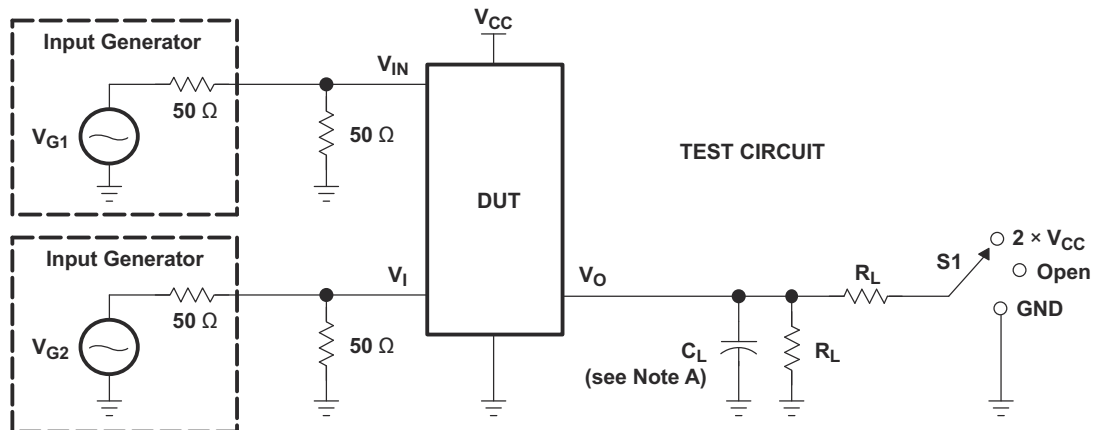 Input Generator
V_G1
50 Ω
50 Ω
V_IN
V_CC
DUT
TEST CIRCUIT
Input Generator
V_G2
50 Ω
50 Ω
V_I
V_O
C_L
(see Note A)
R_L
R_L
S1
2 × V_CC
Open
GND